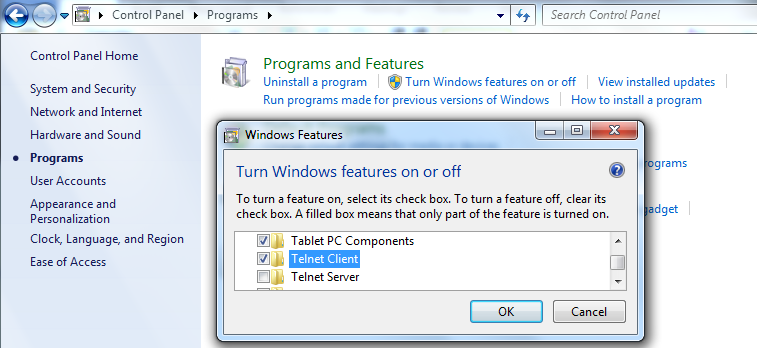 Control Panel Programs Search Control Panel
Control Panel Home
System and Security
Network and Internet
Hardware and Sound
Programs
User Accounts
Appearance and
Personalization
Clock, Language, and Region
Ease of Access
Programs and Features
Uninstall a program Turn Windows features on or off View installed updates
Run programs made for previous versions of Windows How to install a program
programs
gadget
Windows Features
Turn Windows features on or off
To turn a feature on, select its check box. To turn a feature off, clear its
check box. A filled box means that only part of the feature is turned on.
Tablet PC Components
Telnet Client
Telnet Server
OK Cancel